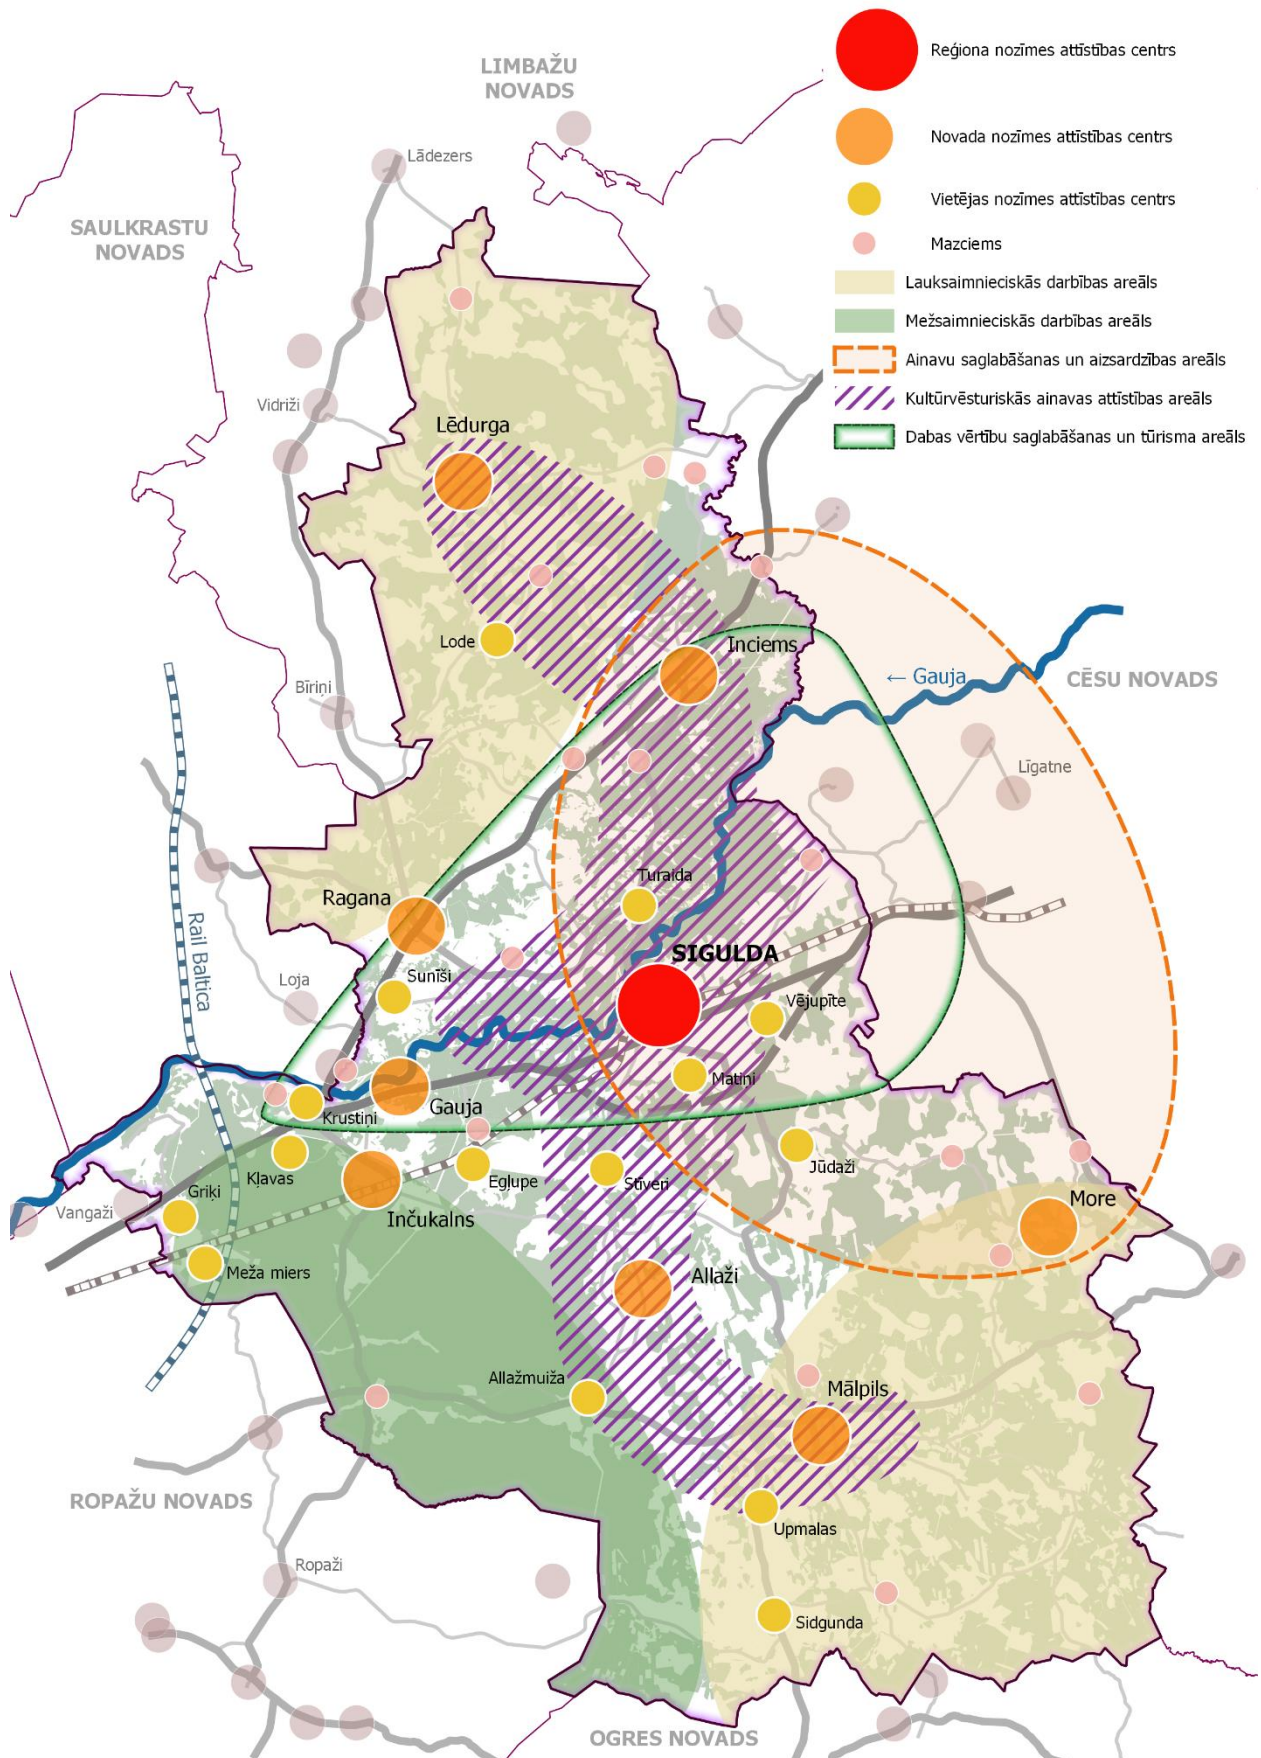 Reģiona nozīmes attīstības centrs
Novada nozīmes attīstības centrs
Vietējas nozīmes attīstības centrs
Mazciems
Lauksaimnieciskās darbības areāls
Mežsaimnieciskās darbības areāls
Ainavu saglabāšanas un aizsardzības areāls
Kultūrvēsturiskās ainavas attīstības areāls
Dabas vērtību saglabāšanas un tūrisma areāls
LIMBAŽU
NOVADS
Lādezers
SAULKRASTU
NOVADS
Vidriži
Lēdurga
Lode
Inciems
← Gauja
CĒSU NOVADS
Bīriņi
Līgatne
Turaida
Ragana
Rail Baltica
SIGULDA
Sunīši
Loja
Vējupīte
Matiņi
Gauja
Krustiņi
Kļavas
Egļupe
Stīveri
Jūdaži
Griķi
Vangaži
Inčukalns
More
Meža miers
Allaži
Allažmuiža
Mālpils
ROPAŽU NOVADS
Upmalas
Ropaži
Sidgunda
OGRES NOVADS